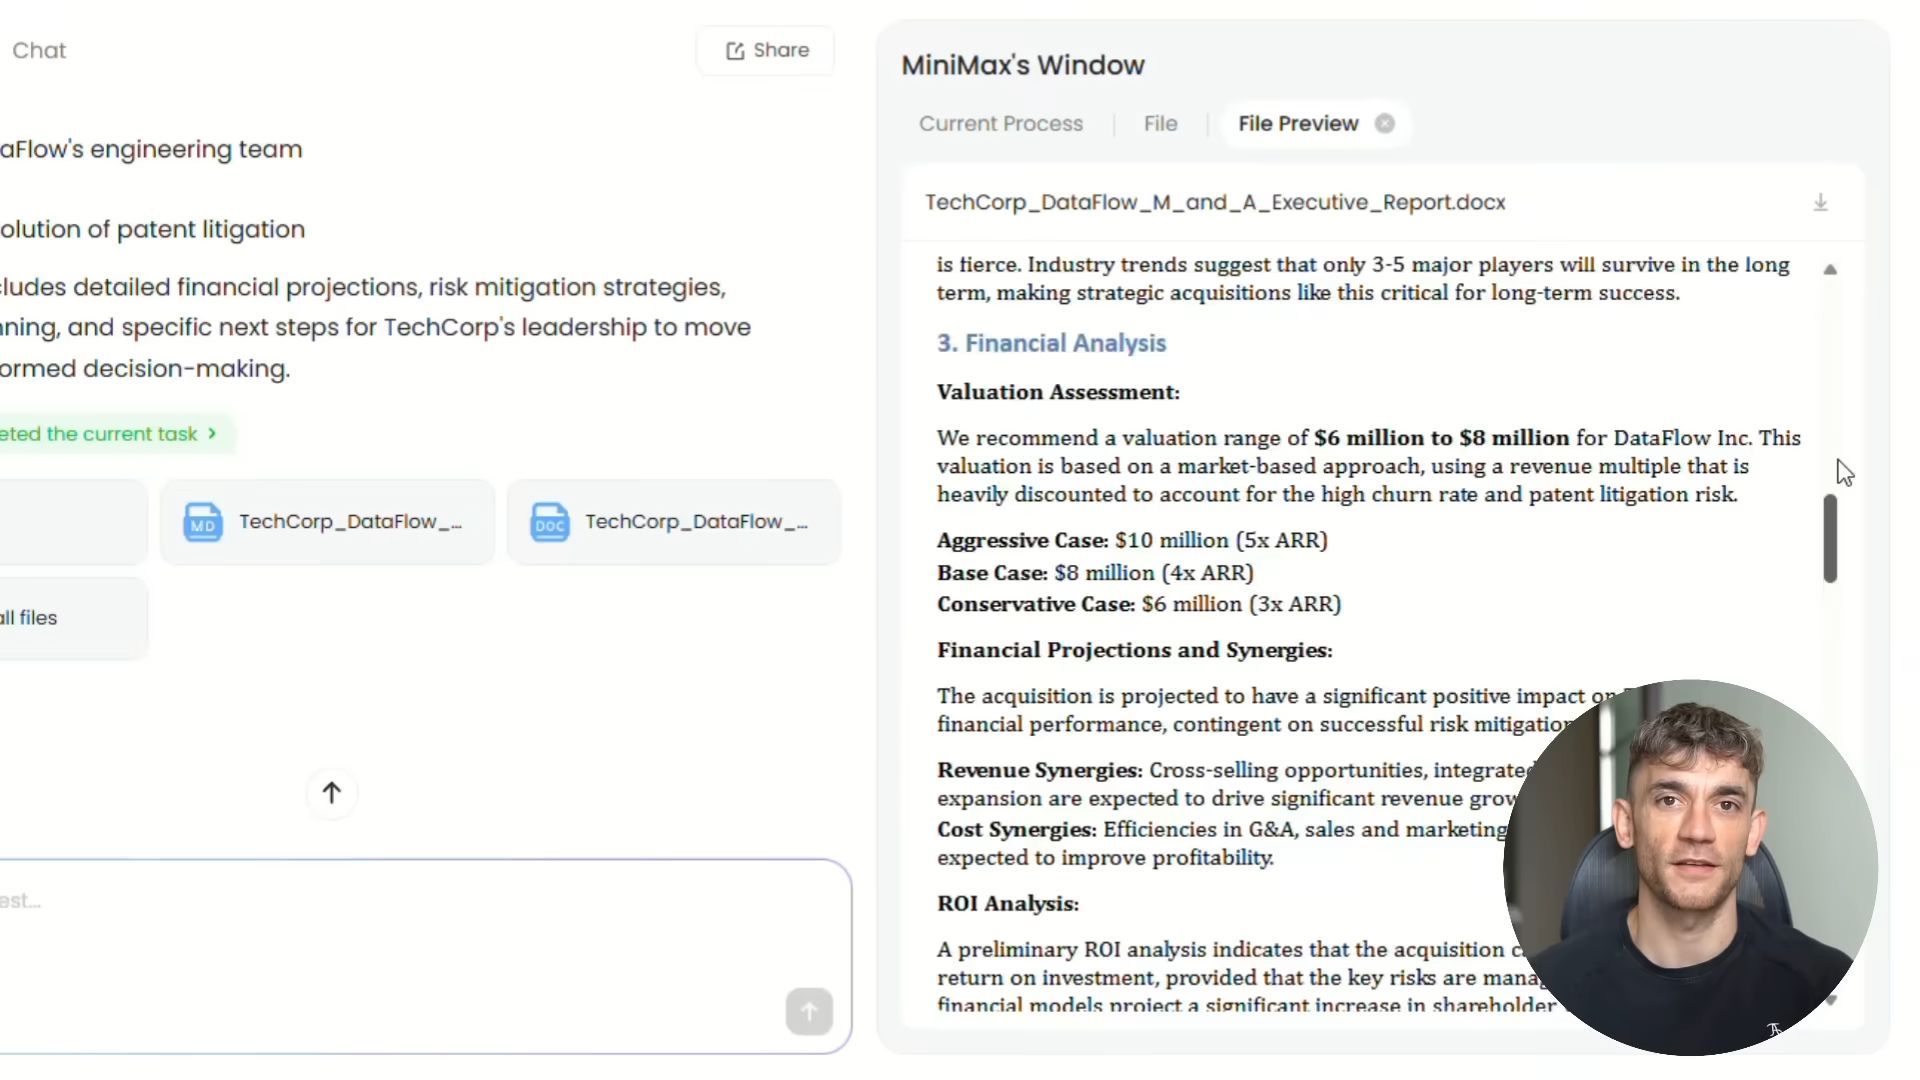 Chat
Share
aFlow's engineering team
olution of patent litigation
cludes detailed financial projections, risk mitigation strategies,
nning, and specific next steps for TechCorp's leadership to move
ormed decision-making.
eted the current task
MD
TechCorp_DataFlow_...
DOC
TechCorp_DataFlow_...
all files
est...
MiniMax's Window
Current Process
File
File Preview
TechCorp_DataFlow_M_and_A_Executive_Report.docx
is fierce. Industry trends suggest that only 3-5 major players will survive in the long
term, making strategic acquisitions like this critical for long-term success.
3. Financial Analysis
Valuation Assessment:
We recommend a valuation range of $6 million to $8 million for DataFlow Inc. This
valuation is based on a market-based approach, using a revenue multiple that is
heavily discounted to account for the high churn rate and patent litigation risk.
Aggressive Case: $10 million (5x ARR)
Base Case: $8 million (4x ARR)
Conservative Case: $6 million (3x ARR)
Financial Projections and Synergies:
The acquisition is projected to have a significant positive impact on
financial performance, contingent on successful risk mitigation
Revenue Synergies: Cross-selling opportunities, integrated
expansion are expected to drive significant revenue grow
Cost Synergies: Efficiencies in G&A, sales and marketing
expected to improve profitability.
ROI Analysis:
A preliminary ROI analysis indicates that the acquisition c
return on investment, provided that the key risks are mana
financial models project a significant increase in shareholder